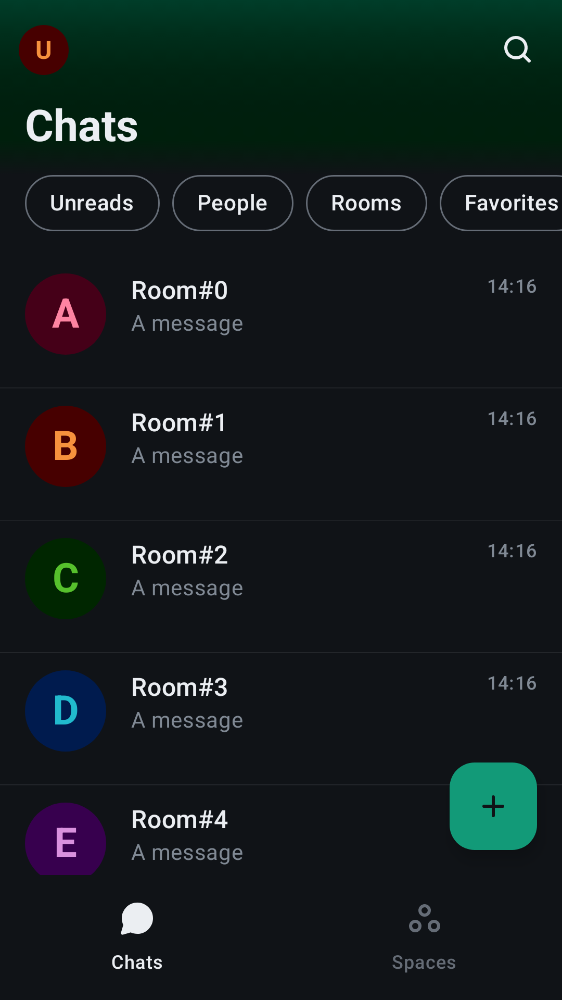 U
Chats
Unreads People Rooms Favorites
A
Room#0 14:16
A message
B
Room#1 14:16
A message
C
Room#2 14:16
A message
D
Room#3 14:16
A message
E
Room#4
A message
Chats Spaces